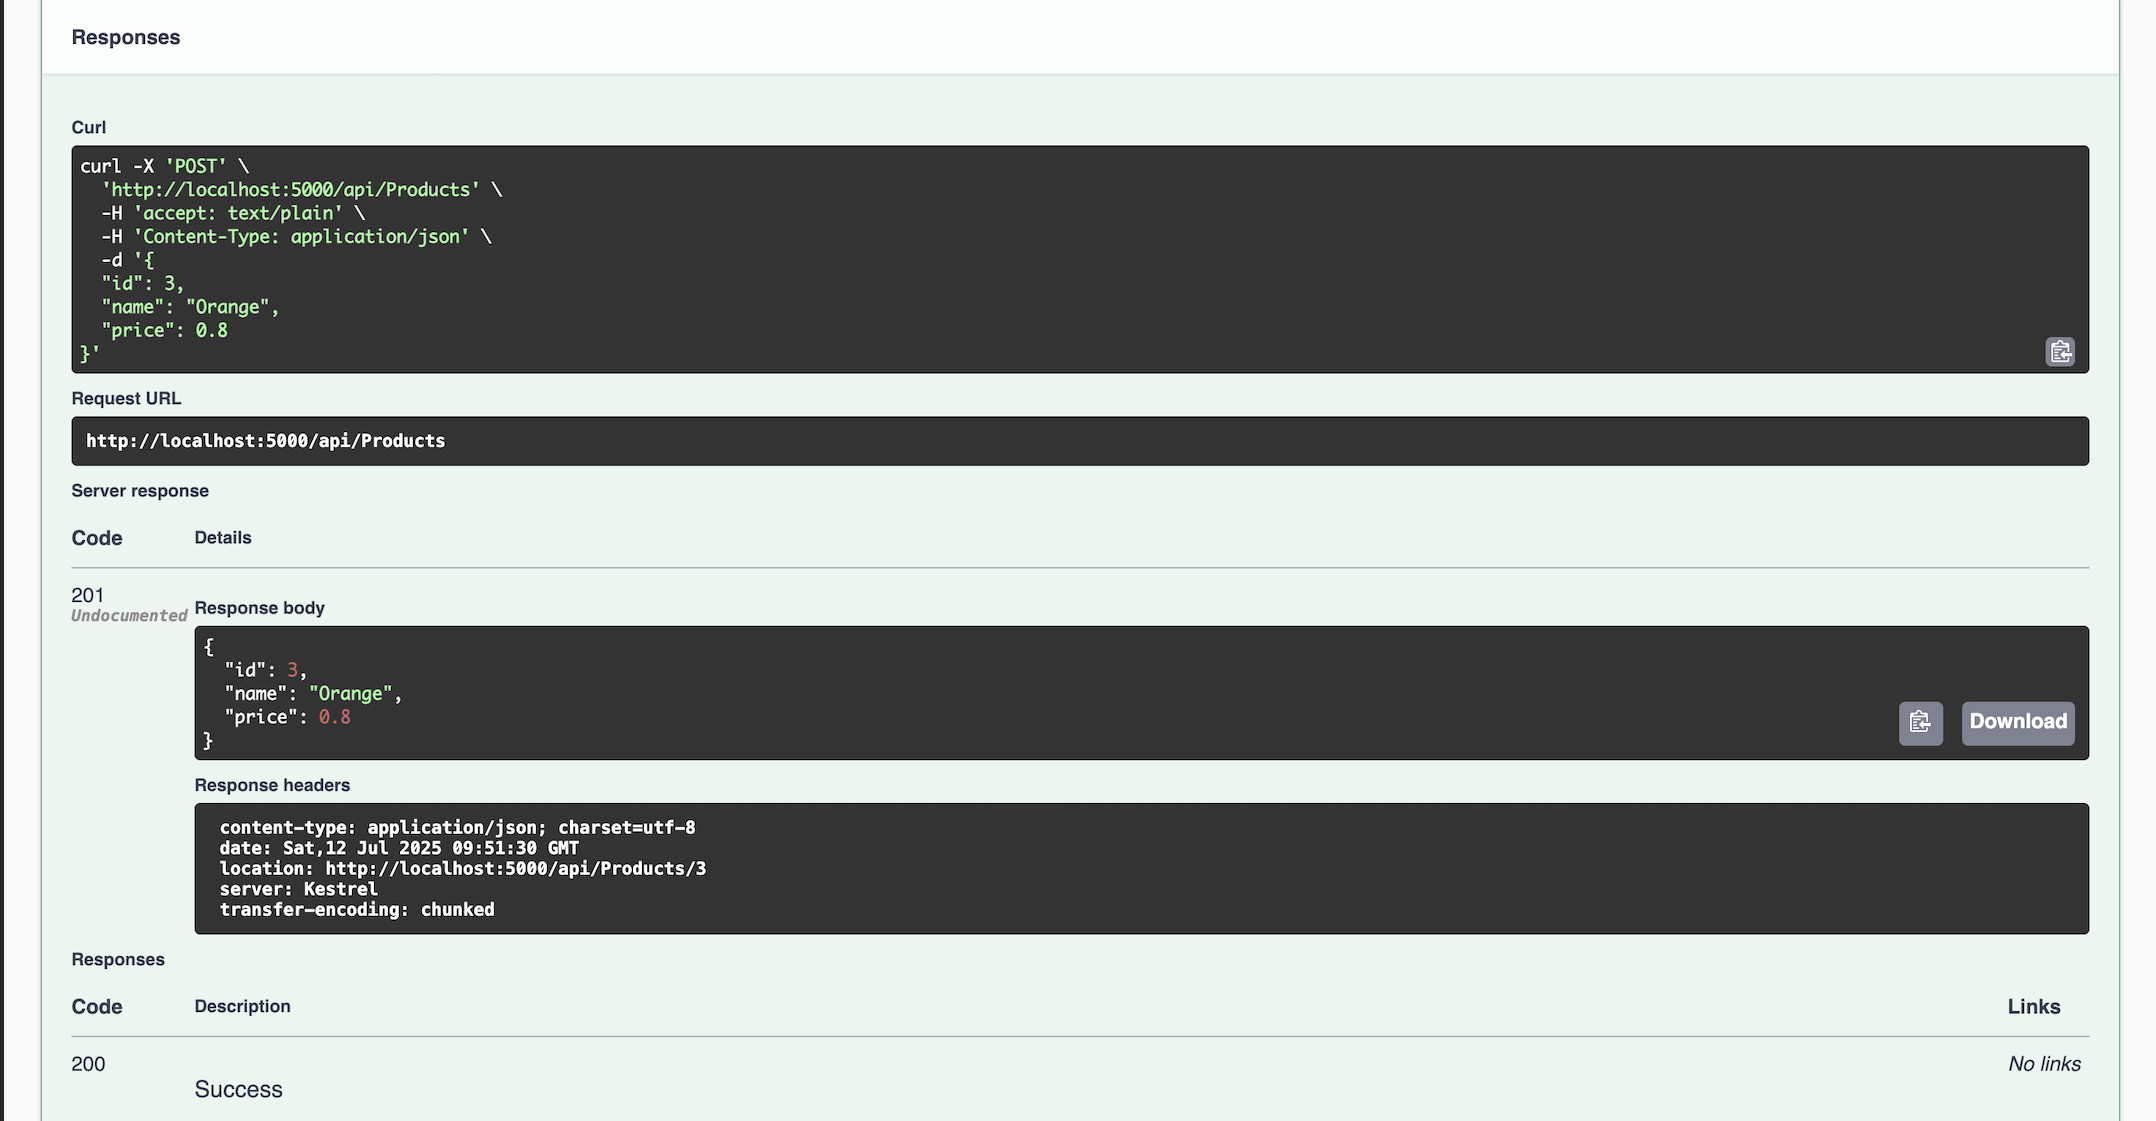 Responses
Curl
curl -X 'POST' \
  'http://localhost:5000/api/Products' \
  -H 'accept: text/plain' \
  -H 'Content-Type: application/json' \
  -d '{
  "id": 3,
  "name": "Orange",
  "price": 0.8
}'
Request URL
http://localhost:5000/api/Products
Server response
Code Details
201
Undocumented
Response body
{
  "id": 3,
  "name": "Orange",
  "price": 0.8
}
Download
Response headers
content-type: application/json; charset=utf-8
date: Sat,12 Jul 2025 09:51:30 GMT
location: http://localhost:5000/api/Products/3
server: Kestrel
transfer-encoding: chunked
Responses
Code Description Links
200 No links
Success